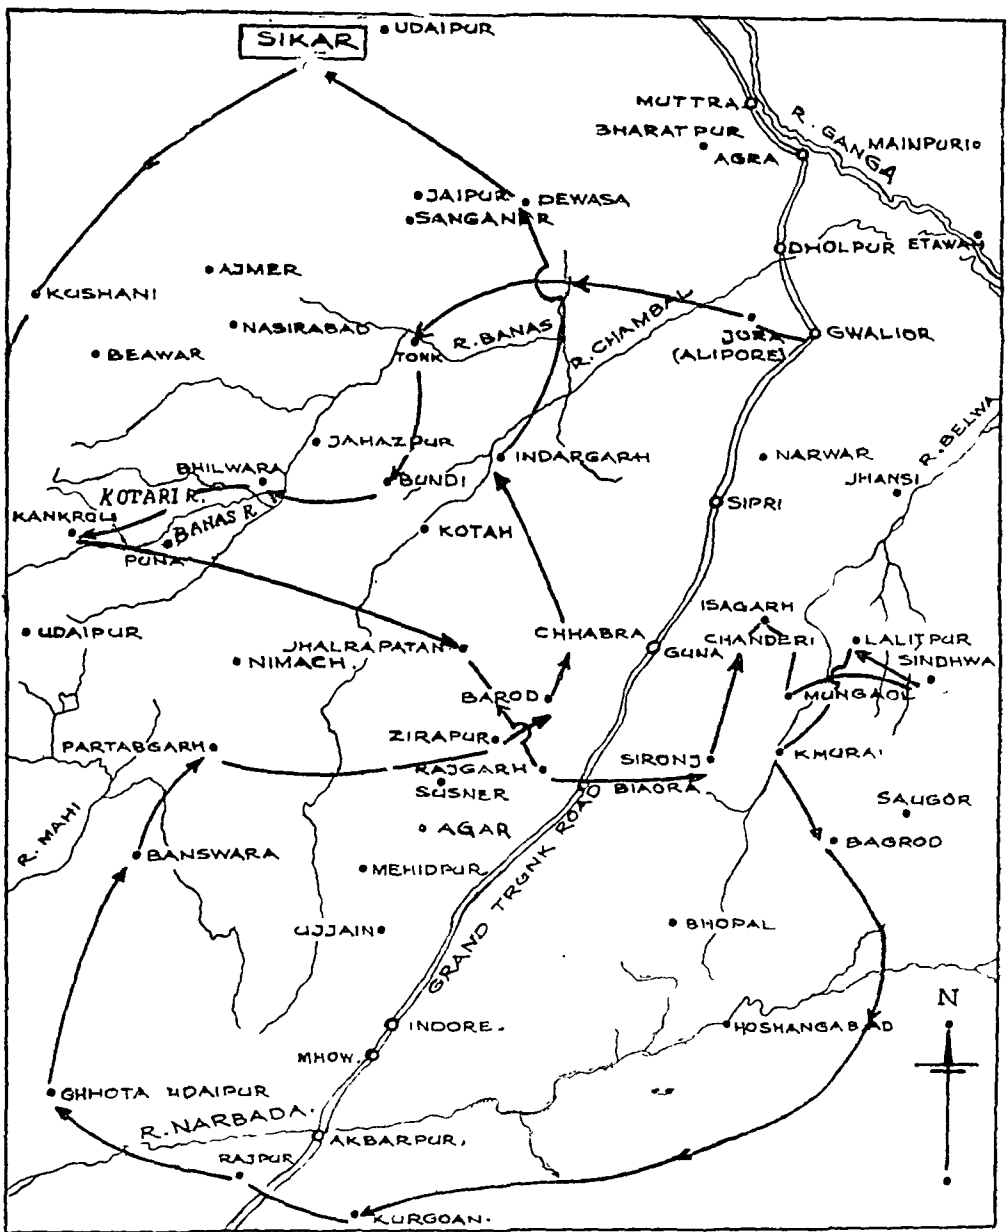 SIKAR
UDAIPUR
MUTTRA
BHARATPUR
AGRA
R. GANGA
MAINPURI
JAIPUR
DEWASA
SANGANER
DHOLPUR
ETAWAH
AJMER
KUSHANI
NASIRABAD
R. BANAS
R. CHAMBAL
JURA
(ALIPORE)
GWALIOR
BEAWAR
TONK
JAHAZPUR
INDARGARH
NARWAR
R. BELWA
BHILWARA
BUNDI
JHANSI
KOTARI R.
KANKROLI
BANAS R
SIPRI
PUNA
KOTAH
ISAGARH
UDAIPUR
JHALRAPATAN
CHHABRA
GUNA
CHANDERI
LALITPUR
NIMACH.
SINDHWA
BAROD
MUNGAOL
PARTABGARH
ZIRAPUR
RAJGARH
SIRONJ
KHURAI
SUSNER
BIAORA
SAUGOR
R. MAHI
AGAR
BAGROD
BANSWARA
MEHIDPUR
GRAND TRGNK ROAD
UJJAIN
BHOPAL
N
INDORE.
HOSHANGABAD
MHOW.
GHHOTA UDAIPUR
R. NARBADA.
AKBARPUR.
RAJPUR
KURGOAN.